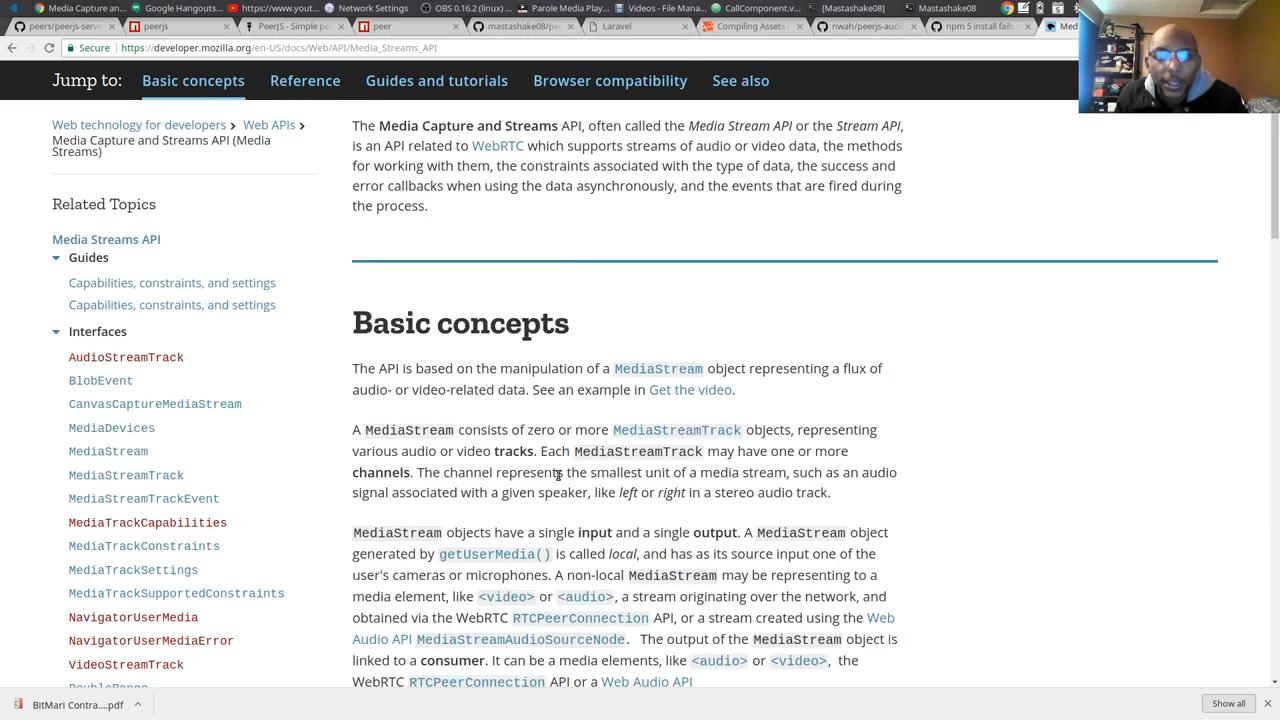 Media Capture an
Google Hangouts
https://www.yout
Network Settings
OBS 0.16.2 (linux)
Parole Media Play
Videos - File Mana
CallComponent.v
[Mastashake08]
Mastashake08
peers/peerjs-serve
peerjs
PeerJS - Simple pe
peer
mastashake08/pe
Laravel
Compiling Assets
nwah/peerjs-audio
npm 5 install fails
Med
Secure
https://developer.mozilla.org/en-US/docs/Web/API/Media_Streams_API
Jump to:
Basic concepts
Reference
Guides and tutorials
Browser compatibility
See also
Web technology for developers
Web APIs
Media Capture and Streams API (Media
Streams)
Related Topics
Media Streams API
Guides
Capabilities, constraints, and settings
Capabilities, constraints, and settings
Interfaces
AudioStreamTrack
BlobEvent
CanvasCaptureMediaStream
MediaDevices
MediaStream
MediaStreamTrack
MediaStreamTrackEvent
MediaTrackCapabilities
MediaTrackConstraints
MediaTrackSettings
MediaTrackSupportedConstraints
NavigatorUserMedia
NavigatorUserMediaError
VideoStreamTrack
DoubleRange
The Media Capture and Streams API, often called the Media Stream API or the Stream API,
is an API related to WebRTC which supports streams of audio or video data, the methods
for working with them, the constraints associated with the type of data, the success and
error callbacks when using the data asynchronously, and the events that are fired during
the process.
Basic concepts
The API is based on the manipulation of a MediaStream object representing a flux of
audio- or video-related data. See an example in Get the video.
A MediaStream consists of zero or more MediaStreamTrack objects, representing
various audio or video tracks. Each MediaStreamTrack may have one or more
channels. The channel represents the smallest unit of a media stream, such as an audio
signal associated with a given speaker, like left or right in a stereo audio track.
MediaStream objects have a single input and a single output. A MediaStream object
generated by getUserMedia() is called local, and has as its source input one of the
user's cameras or microphones. A non-local MediaStream may be representing to a
media element, like <video> or <audio>, a stream originating over the network, and
obtained via the WebRTC RTCPeerConnection API, or a stream created using the Web
Audio API MediaStreamAudioSourceNode. The output of the MediaStream object is
linked to a consumer. It can be a media elements, like <audio> or <video>, the
WebRTC RTCPeerConnection API or a Web Audio API
BitMari Contra....pdf
Show all